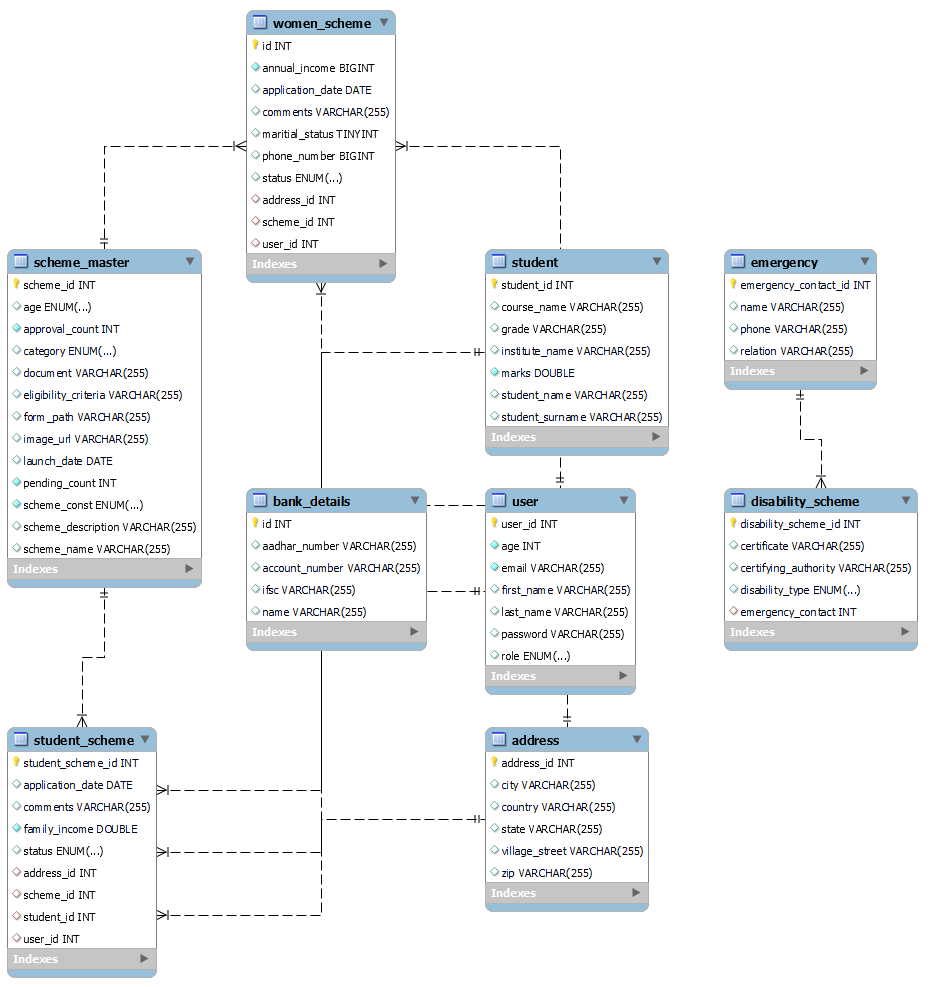 women_scheme
id INT
annual_income BIGINT
application_date DATE
comments VARCHAR(255)
maritial_status TINYINT
phone_number BIGINT
status ENUM(...)
address_id INT
scheme_id INT
user_id INT
Indexes
scheme_master
scheme_id INT
age ENUM(...)
approval_count INT
category ENUM(...)
document VARCHAR(255)
eligibility_criteria VARCHAR(255)
form_path VARCHAR(255)
image_url VARCHAR(255)
launch_date DATE
pending_count INT
scheme_const ENUM(...)
scheme_description VARCHAR(255)
scheme_name VARCHAR(255)
Indexes
student
student_id INT
course_name VARCHAR(255)
grade VARCHAR(255)
institute_name VARCHAR(255)
marks DOUBLE
student_name VARCHAR(255)
student_surname VARCHAR(255)
Indexes
emergency
emergency_contact_id INT
name VARCHAR(255)
phone VARCHAR(255)
relation VARCHAR(255)
Indexes
bank_details
id INT
aadhar_number VARCHAR(255)
account_number VARCHAR(255)
ifsc VARCHAR(255)
name VARCHAR(255)
Indexes
user
user_id INT
age INT
email VARCHAR(255)
first_name VARCHAR(255)
last_name VARCHAR(255)
password VARCHAR(255)
role ENUM(...)
Indexes
disability_scheme
disability_scheme_id INT
certificate VARCHAR(255)
certifying_authority VARCHAR(255)
disability_type ENUM(...)
emergency_contact INT
Indexes
student_scheme
student_scheme_id INT
application_date DATE
comments VARCHAR(255)
family_income DOUBLE
status ENUM(...)
address_id INT
scheme_id INT
student_id INT
user_id INT
Indexes
address
address_id INT
city VARCHAR(255)
country VARCHAR(255)
state VARCHAR(255)
village_street VARCHAR(255)
zip VARCHAR(255)
Indexes